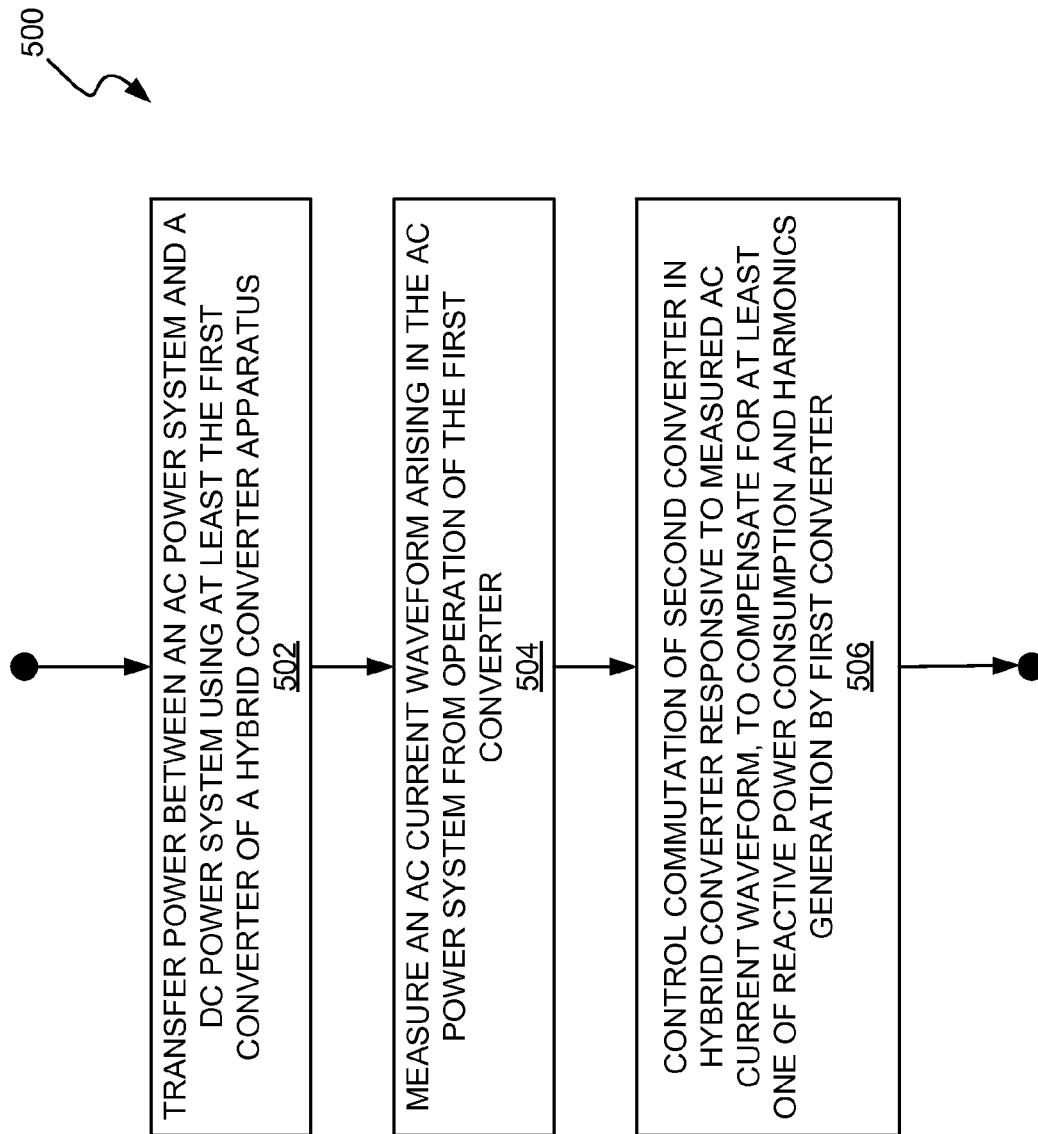 500
TRANSFER POWER BETWEEN AN AC POWER SYSTEM AND A
DC POWER SYSTEM USING AT LEAST THE FIRST
CONVERTER OF A HYBRID CONVERTER APPARATUS
502
MEASURE AN AC CURRENT WAVEFORM ARISING IN THE AC
POWER SYSTEM FROM OPERATION OF THE FIRST
CONVERTER
504
CONTROL COMMUTATION OF SECOND CONVERTER IN
HYBRID CONVERTER RESPONSIVE TO MEASURED AC
CURRENT WAVEFORM, TO COMPENSATE FOR AT LEAST
ONE OF REACTIVE POWER CONSUMPTION AND HARMONICS
GENERATION BY FIRST CONVERTER
506